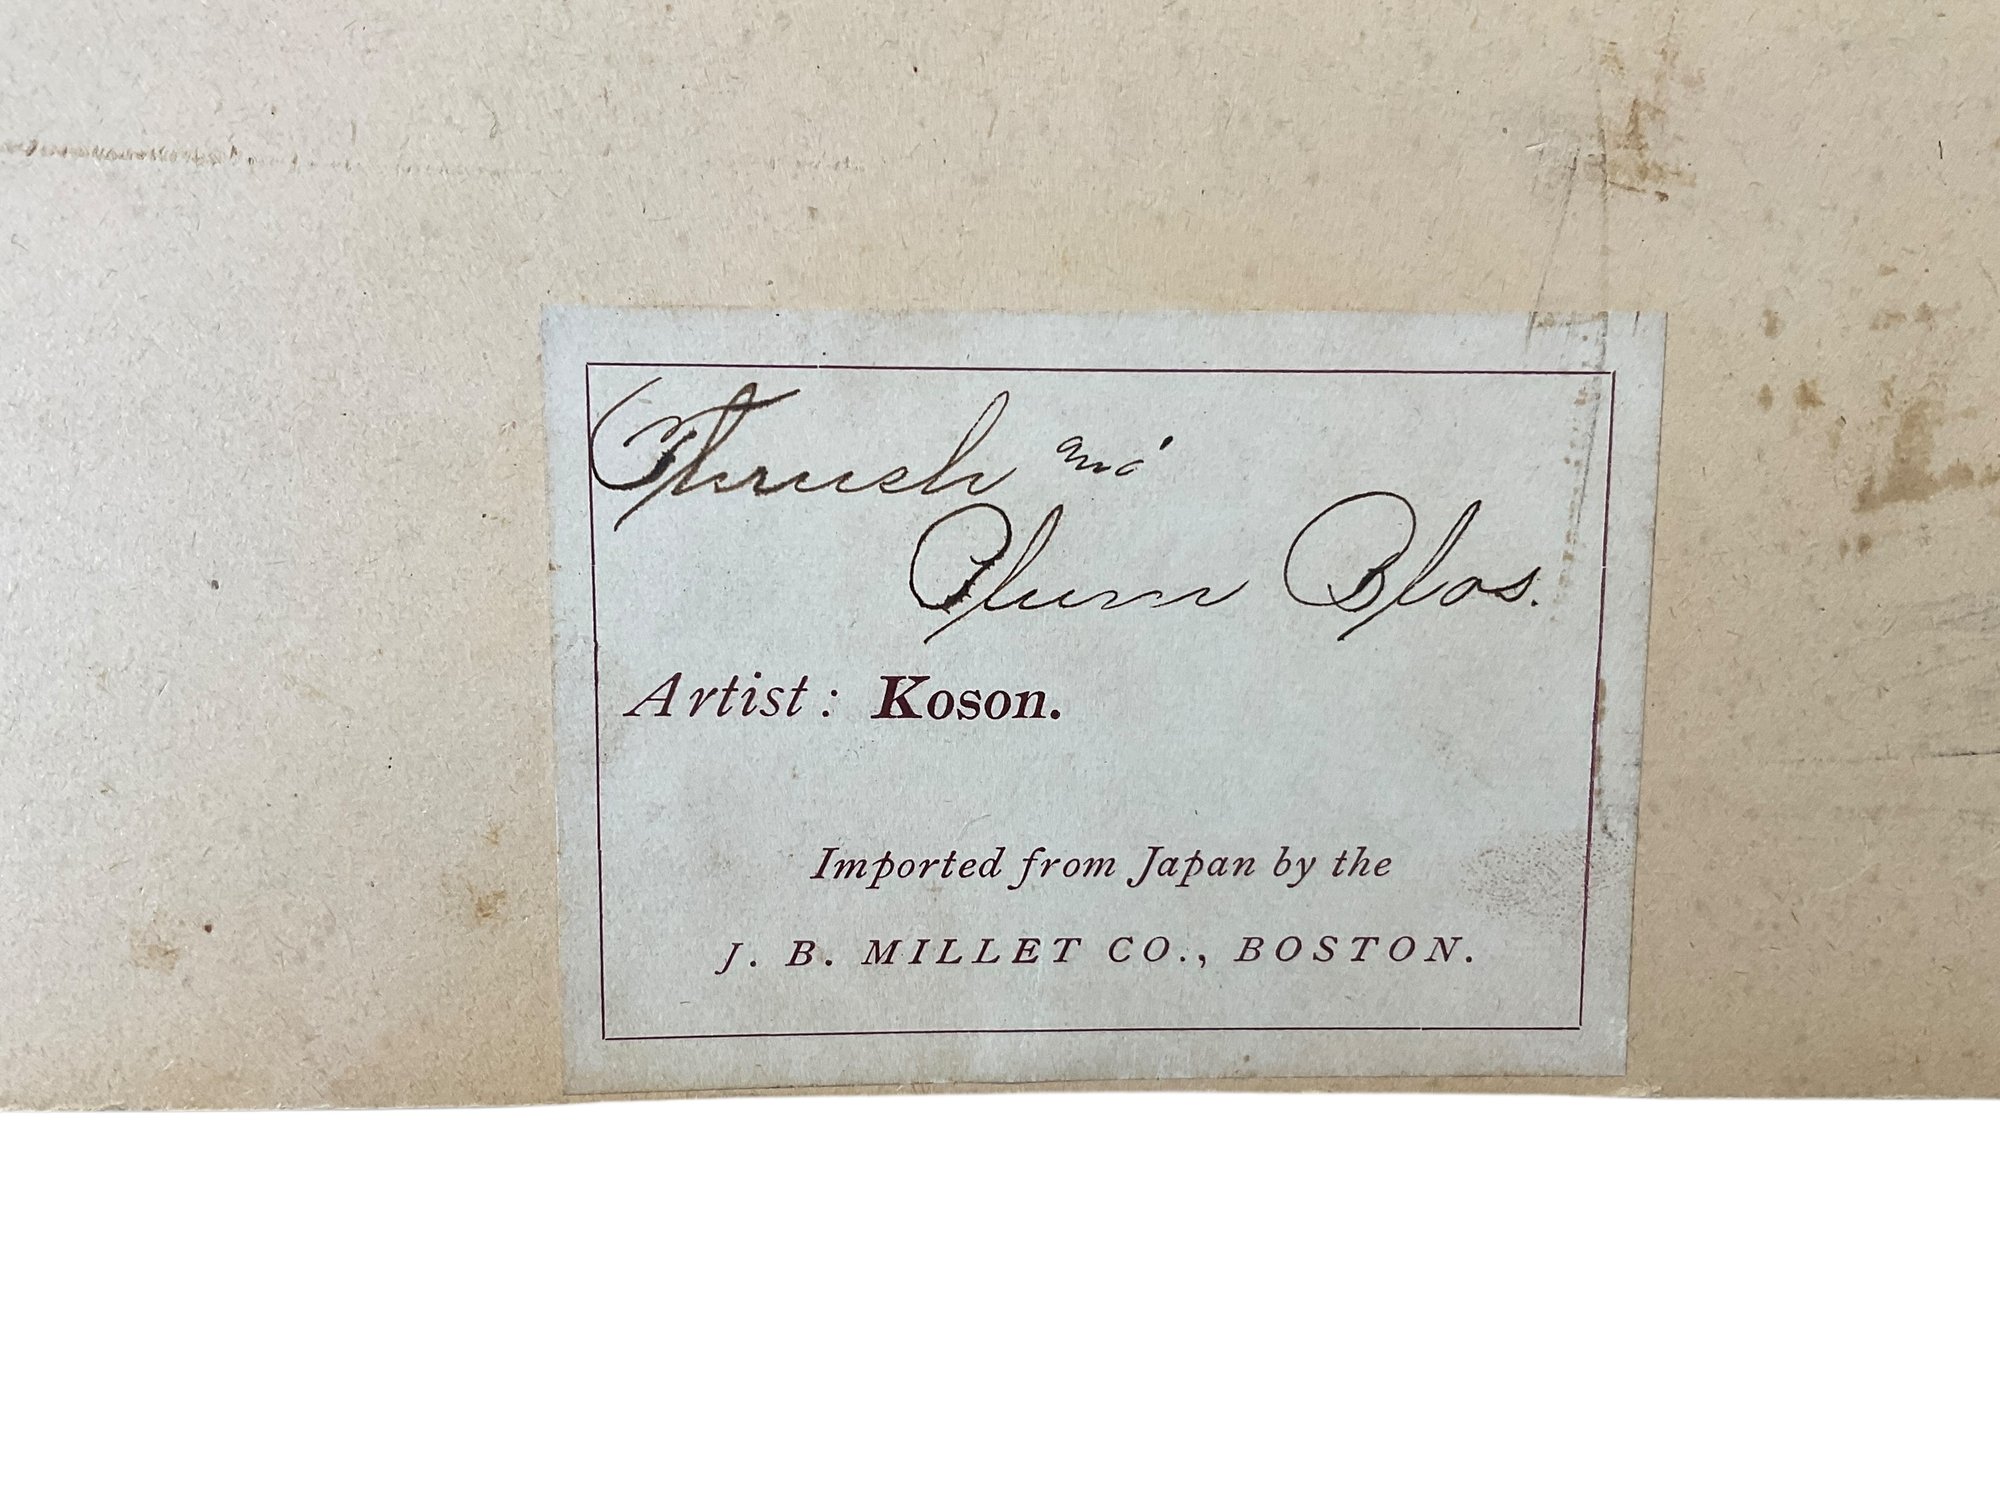 Thrush and
Plum Blos.
Artist: Koson.
Imported from Japan by the
J. B. MILLET CO., BOSTON.